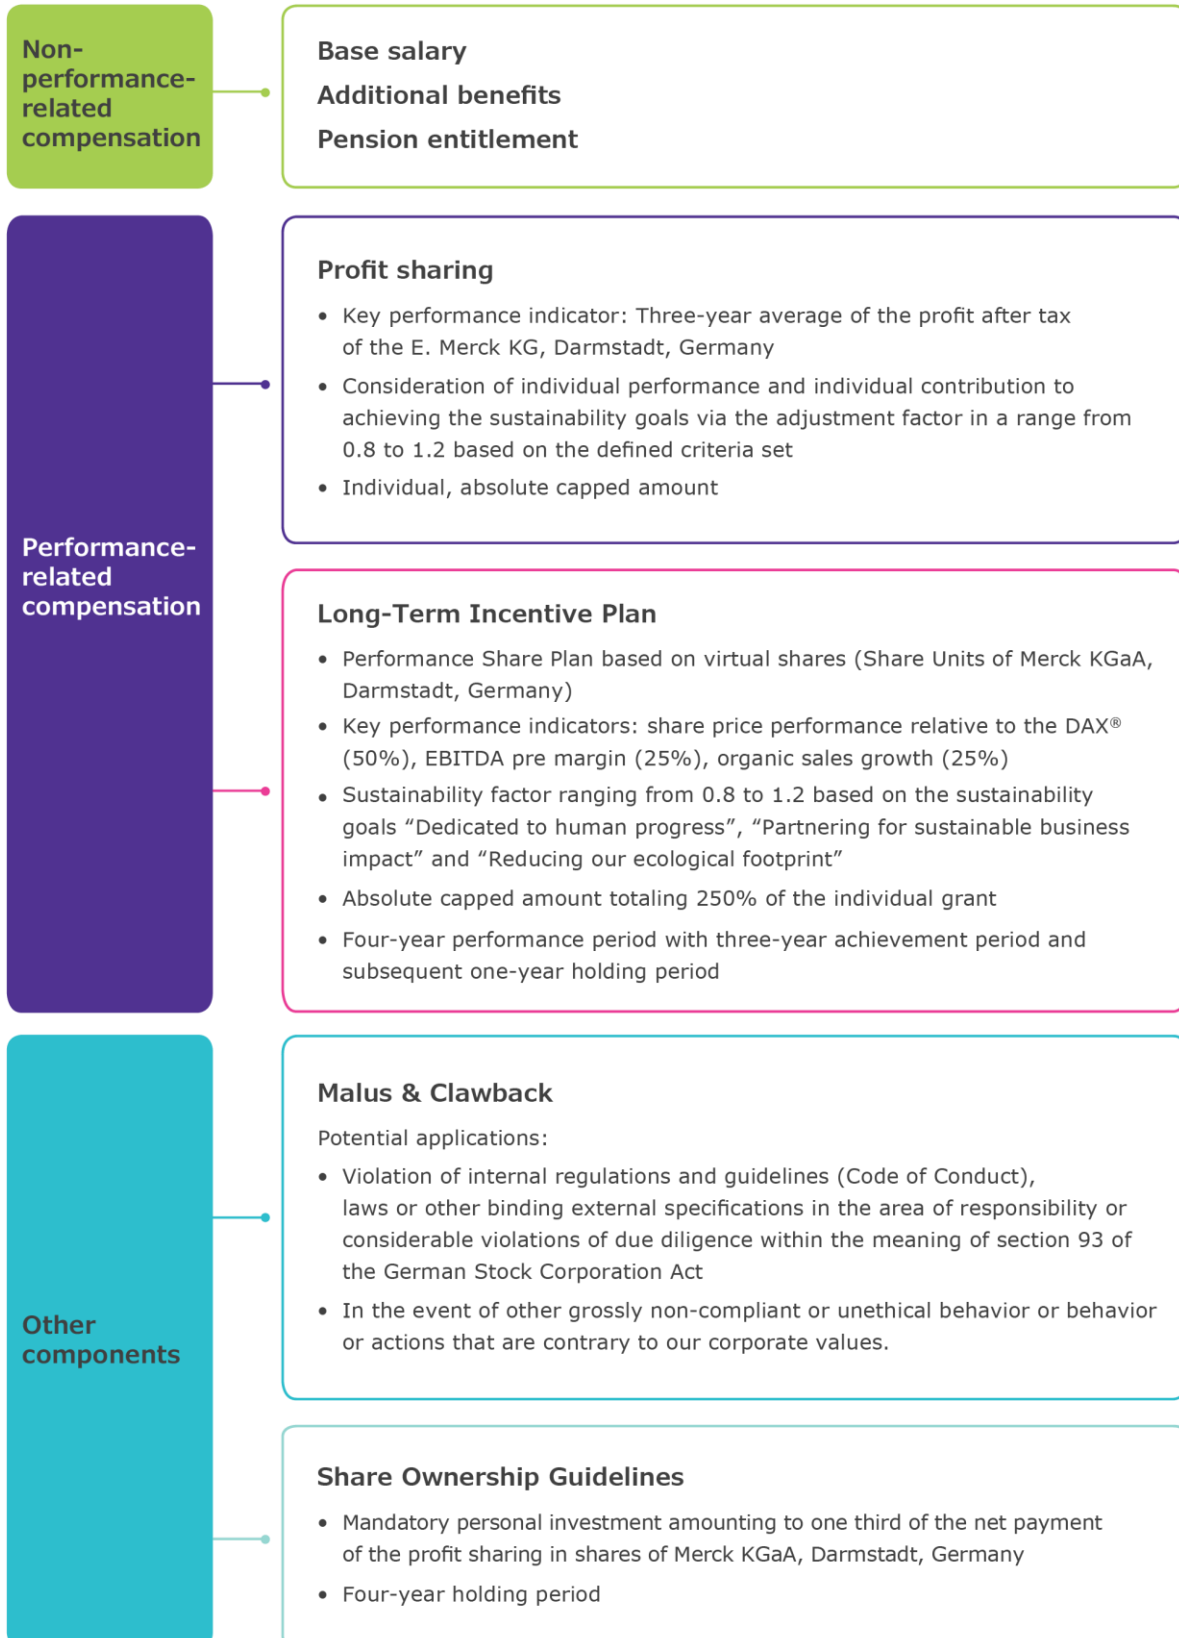 Non-
performance-
related
compensation
Base salary
Additional benefits
Pension entitlement
Performance-
related
compensation
Profit sharing
• Key performance indicator: Three-year average of the profit after tax
of the E. Merck KG, Darmstadt, Germany
• Consideration of individual performance and individual contribution to
achieving the sustainability goals via the adjustment factor in a range from
0.8 to 1.2 based on the defined criteria set
• Individual, absolute capped amount
Long-Term Incentive Plan
• Performance Share Plan based on virtual shares (Share Units of Merck KGaA,
Darmstadt, Germany)
• Key performance indicators: share price performance relative to the DAX®
(50%), EBITDA pre margin (25%), organic sales growth (25%)
• Sustainability factor ranging from 0.8 to 1.2 based on the sustainability
goals “Dedicated to human progress”, “Partnering for sustainable business
impact” and “Reducing our ecological footprint”
• Absolute capped amount totaling 250% of the individual grant
• Four-year performance period with three-year achievement period and
subsequent one-year holding period
Other
components
Malus & Clawback
Potential applications:
• Violation of internal regulations and guidelines (Code of Conduct),
laws or other binding external specifications in the area of responsibility or
considerable violations of due diligence within the meaning of section 93 of
the German Stock Corporation Act
• In the event of other grossly non-compliant or unethical behavior or behavior
or actions that are contrary to our corporate values.
Share Ownership Guidelines
• Mandatory personal investment amounting to one third of the net payment
of the profit sharing in shares of Merck KGaA, Darmstadt, Germany
• Four-year holding period